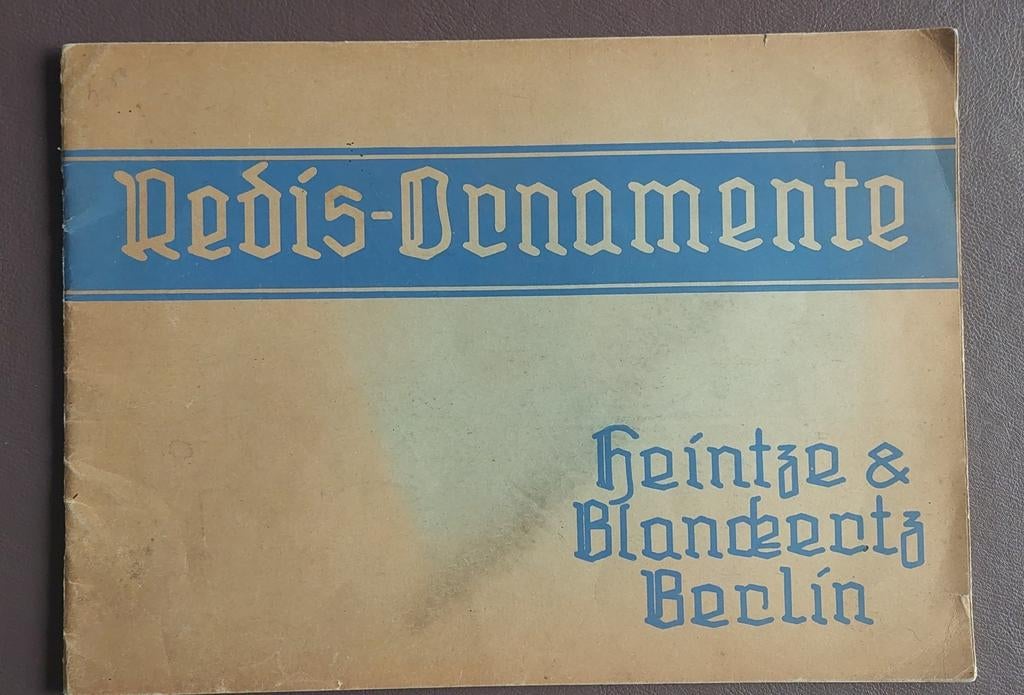 Redis-Ornamente
Heintze &
Blanckertz
Berlin